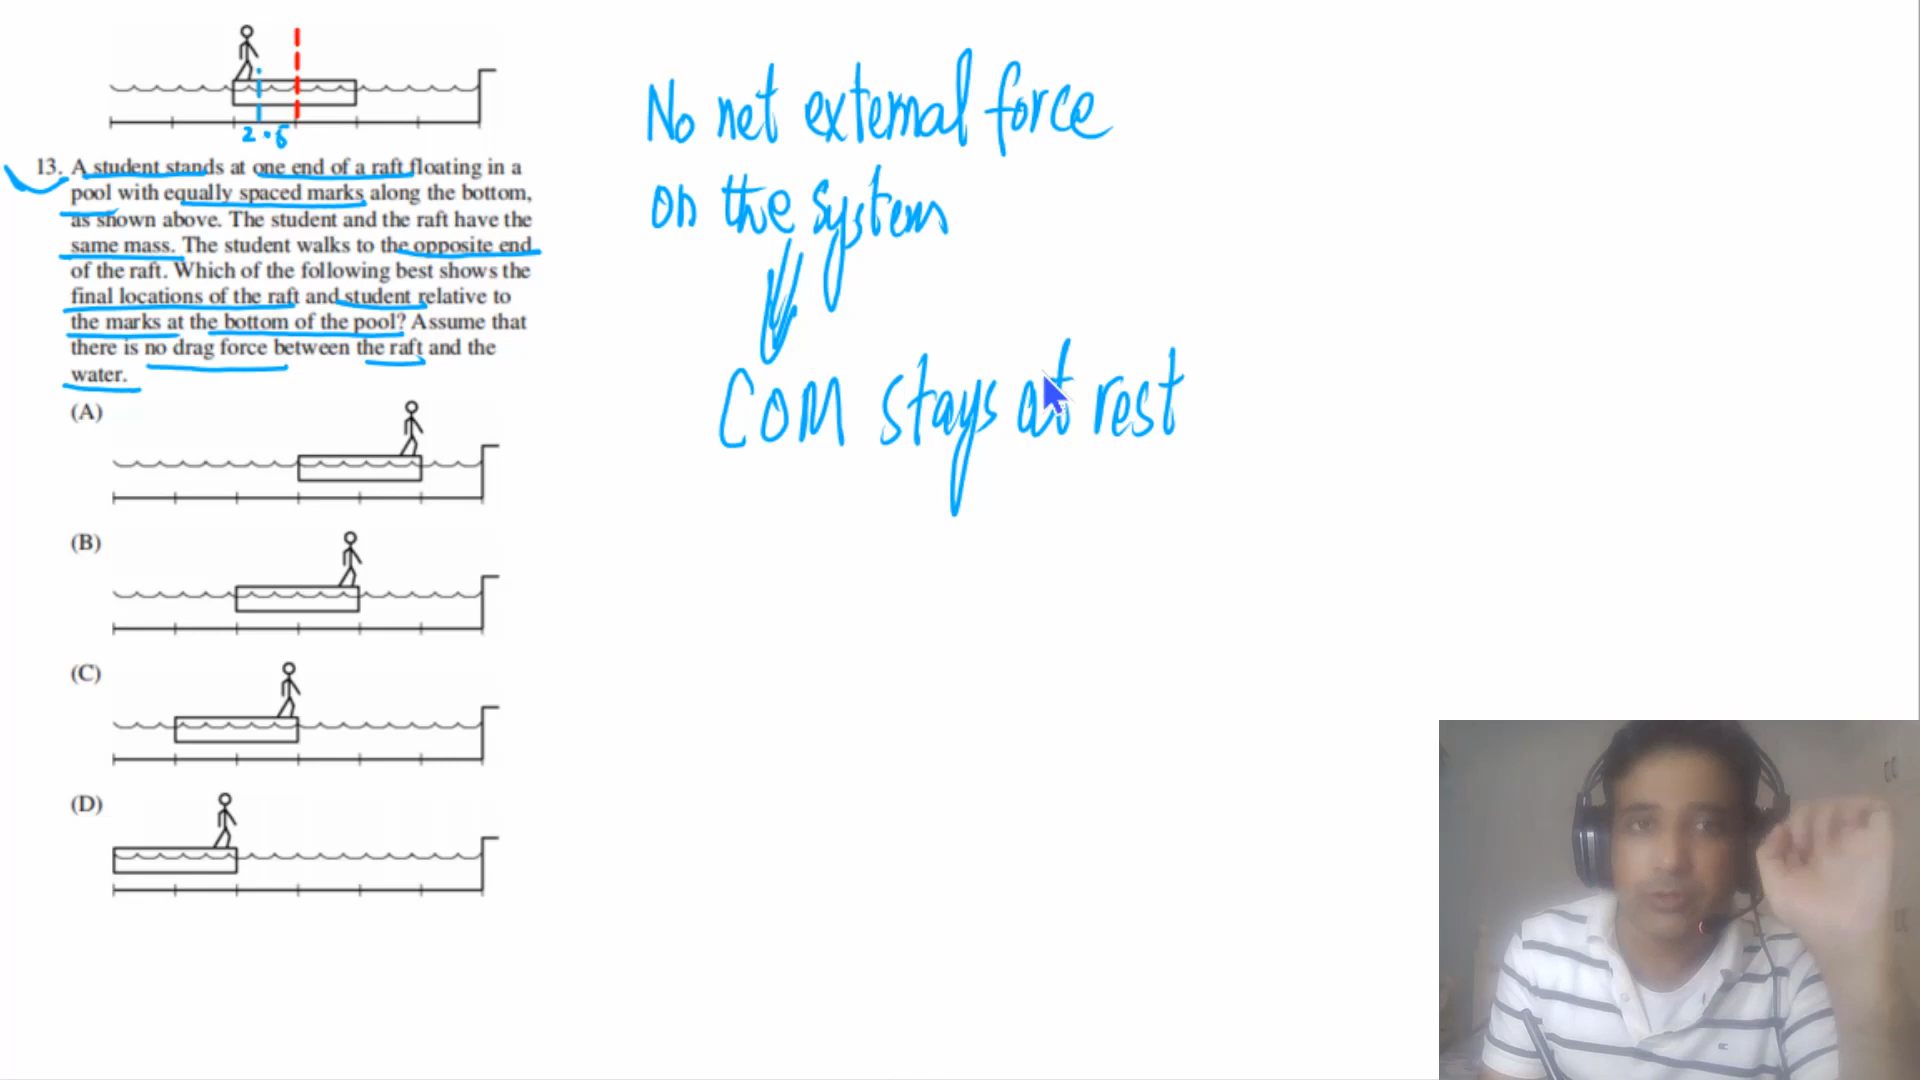 2.5
13. A student stands at one end of a raft floating in a
pool with equally spaced marks along the bottom,
as shown above. The student and the raft have the
same mass. The student walks to the opposite end
of the raft. Which of the following best shows the
final locations of the raft and student relative to
the marks at the bottom of the pool? Assume that
there is no drag force between the raft and the
water.
(A)
(B)
(C)
(D)
No net external force
on the system
COM stays at rest